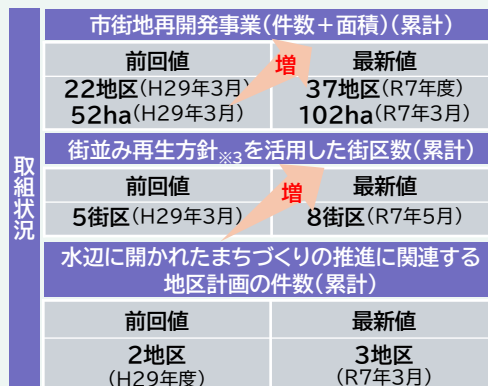 取組状況
市街地再開発事業(件数＋面積)(累計)
前回値 最新値
増
22地区(H29年3月) 37地区(R7年度)
52ha(H29年3月) 102ha(R7年3月)
街並み再生方針※3を活用した街区数(累計)
前回値 最新値
増
5街区(H29年3月) 8街区(R7年5月)
水辺に開かれたまちづくりの推進に関連する
地区計画の件数(累計)
前回値 最新値
2地区 3地区
(H29年度) (R7年3月)